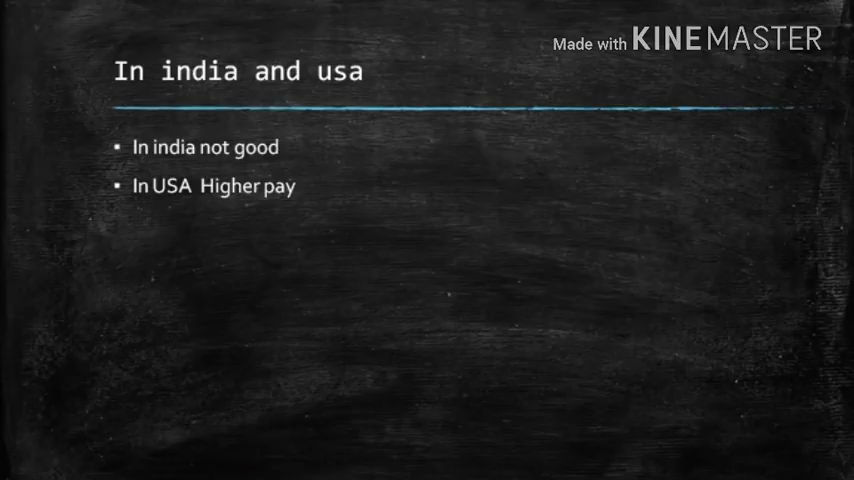 Made with KINEMASTER
In india and usa
In india not good
In USA Higher pay